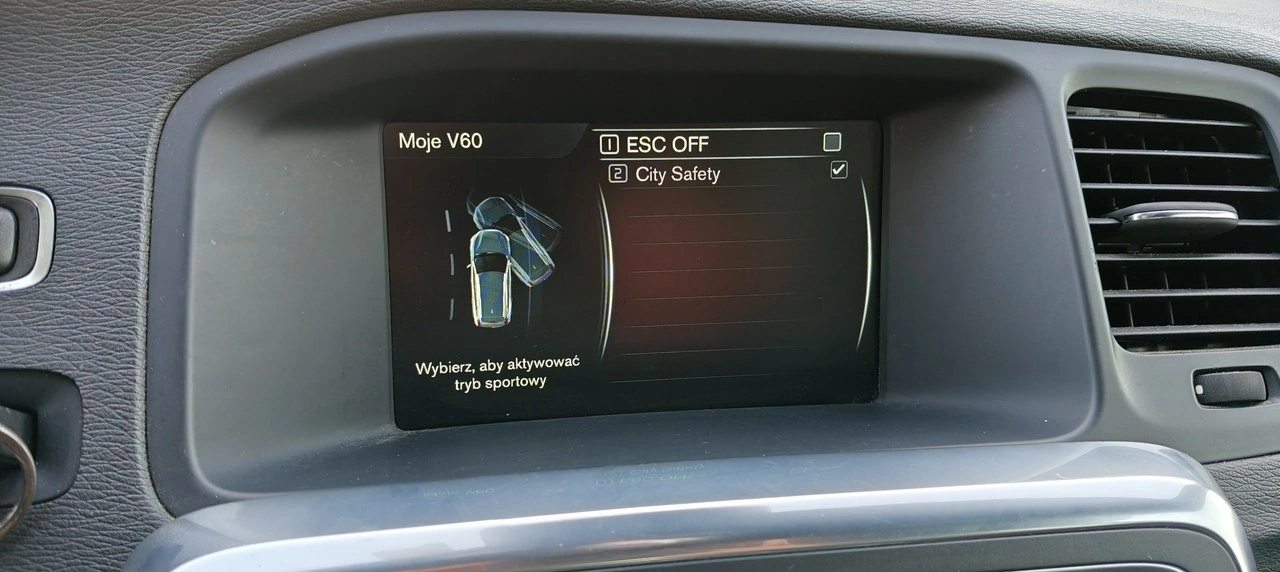 Moje V60
1 ESC OFF
2 City Safety
Wybierz, aby aktywować
tryb sportowy